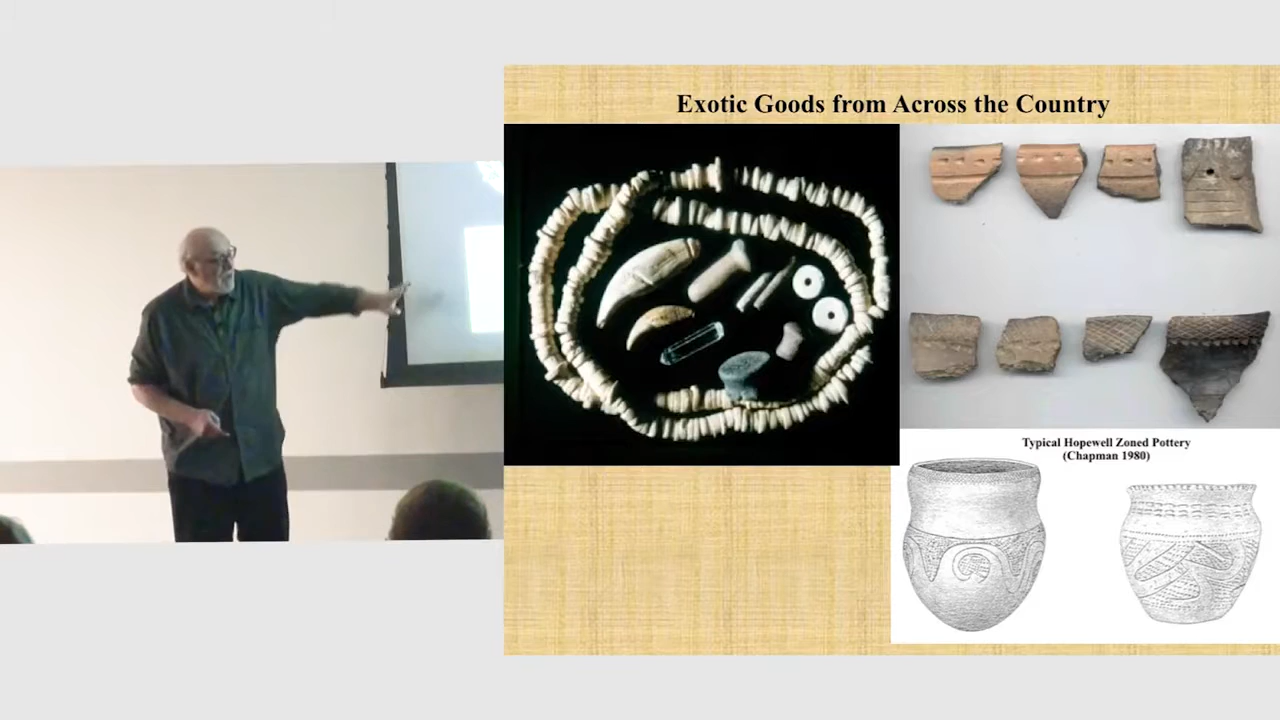 Exotic Goods from Across the Country
Typical Hopewell Zoned Pottery
(Chapman 1980)